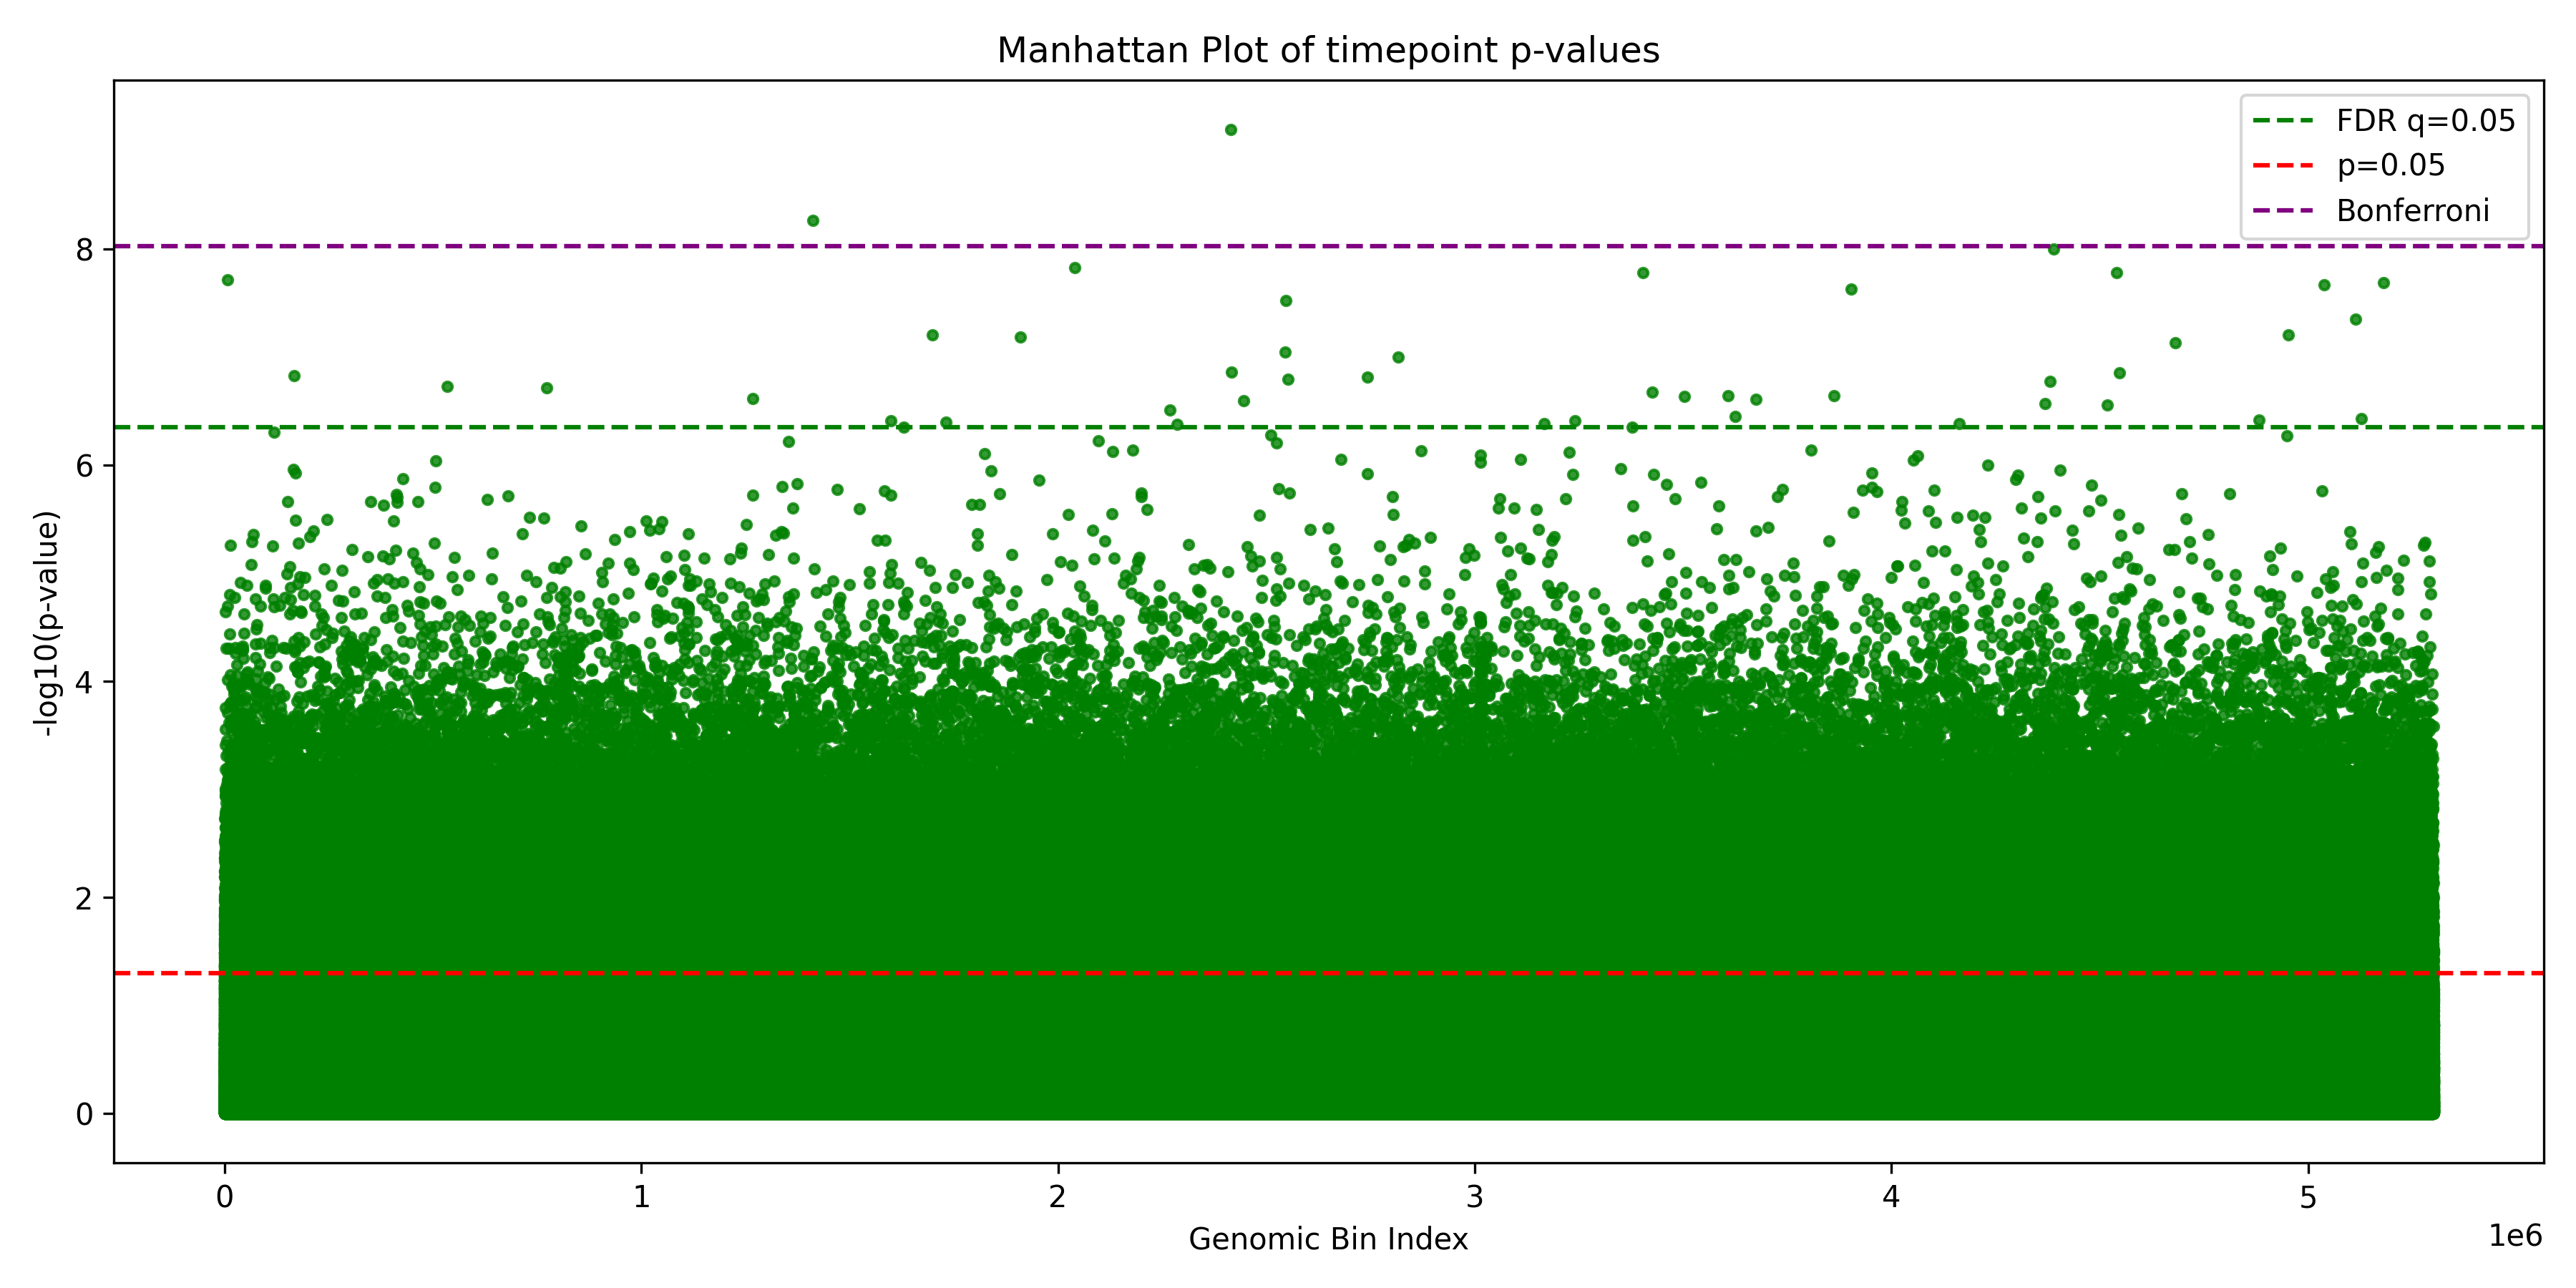 Manhattan Plot of timepoint p-values
FDR q=0.05
p=0.05
Bonferroni
-log10(p-value)
8
6
4
2
0
0 1 2 3 4 5
1e6
Genomic Bin Index